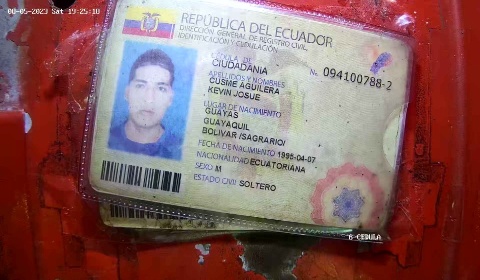 08-05-2023 Sat 19:25:18
REPÚBLICA DEL ECUADOR
DIRECCIÓN GENERAL DE REGISTRO CIVIL,
IDENTIFICACIÓN Y CEDULACIÓN
CÉDULA DE
CIUDADANÍA
No. 094100788-2
APELLIDOS Y NOMBRES
CUSME AGUILERA
KEVIN JOSUE
LUGAR DE NACIMIENTO
GUAYAS
GUAYAQUIL
BOLIVAR /SAGRARIO/
FECHA DE NACIMIENTO 1995-04-07
NACIONALIDAD ECUATORIANA
SEXO M
ESTADO CIVIL SOLTERO
6-CEDULA